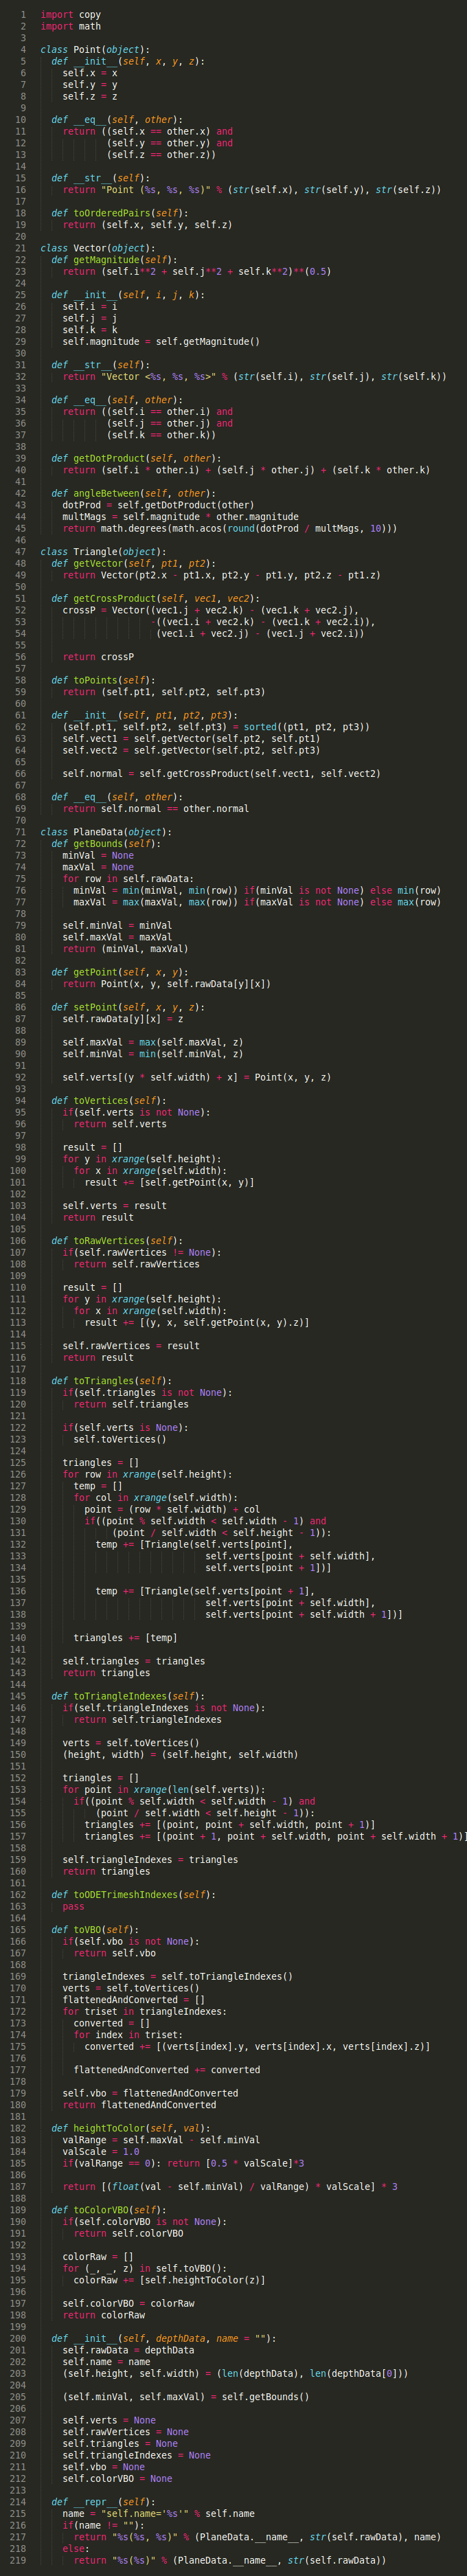 1 import copy
2 import math
3
4 class Point(object):
5   def __init__(self, x, y, z):
6     self.x = x
7     self.y = y
8     self.z = z
9
10   def __eq__(self, other):
11     return ((self.x == other.x) and
12             (self.y == other.y) and
13             (self.z == other.z))
14
15   def __str__(self):
16     return "Point (%s, %s, %s)" % (str(self.x), str(self.y), str(self.z))
17
18   def toOrderedPairs(self):
19     return (self.x, self.y, self.z)
20
21 class Vector(object):
22   def getMagnitude(self):
23     return (self.i**2 + self.j**2 + self.k**2)**(0.5)
24
25   def __init__(self, i, j, k):
26     self.i = i
27     self.j = j
28     self.k = k
29     self.magnitude = self.getMagnitude()
30
31   def __str__(self):
32     return "Vector <%s, %s, %s>" % (str(self.i), str(self.j), str(self.k))
33
34   def __eq__(self, other):
35     return ((self.i == other.i) and
36             (self.j == other.j) and
37             (self.k == other.k))
38
39   def getDotProduct(self, other):
40     return (self.i * other.i) + (self.j * other.j) + (self.k * other.k)
41
42   def angleBetween(self, other):
43     dotProd = self.getDotProduct(other)
44     multMags = self.magnitude * other.magnitude
45     return math.degrees(math.acos(round(dotProd / multMags, 10)))
46
47 class Triangle(object):
48   def getVector(self, pt1, pt2):
49     return Vector(pt2.x - pt1.x, pt2.y - pt1.y, pt2.z - pt1.z)
50
51   def getCrossProduct(self, vec1, vec2):
52     crossP = Vector((vec1.j + vec2.k) - (vec1.k + vec2.j),
53                     -((vec1.i + vec2.k) - (vec1.k + vec2.i)),
54                      (vec1.i + vec2.j) - (vec1.j + vec2.i))
55
56     return crossP
57
58   def toPoints(self):
59     return (self.pt1, self.pt2, self.pt3)
60
61   def __init__(self, pt1, pt2, pt3):
62     (self.pt1, self.pt2, self.pt3) = sorted((pt1, pt2, pt3))
63     self.vect1 = self.getVector(self.pt2, self.pt1)
64     self.vect2 = self.getVector(self.pt2, self.pt3)
65
66     self.normal = self.getCrossProduct(self.vect1, self.vect2)
67
68   def __eq__(self, other):
69     return self.normal == other.normal
70
71 class PlaneData(object):
72   def getBounds(self):
73     minVal = None
74     maxVal = None
75     for row in self.rawData:
76       minVal = min(minVal, min(row)) if(minVal is not None) else min(row)
77       maxVal = max(maxVal, max(row)) if(maxVal is not None) else max(row)
78
79     self.minVal = minVal
80     self.maxVal = maxVal
81     return (minVal, maxVal)
82
83   def getPoint(self, x, y):
84     return Point(x, y, self.rawData[y][x])
85
86   def setPoint(self, x, y, z):
87     self.rawData[y][x] = z
88
89     self.maxVal = max(self.maxVal, z)
90     self.minVal = min(self.minVal, z)
91
92     self.verts[(y * self.width) + x] = Point(x, y, z)
93
94   def toVertices(self):
95     if(self.verts is not None):
96       return self.verts
97
98     result = []
99     for y in xrange(self.height):
100       for x in xrange(self.width):
101         result += [self.getPoint(x, y)]
102
103     self.verts = result
104     return result
105
106   def toRawVertices(self):
107     if(self.rawVertices != None):
108       return self.rawVertices
109
110     result = []
111     for y in xrange(self.height):
112       for x in xrange(self.width):
113         result += [(y, x, self.getPoint(x, y).z)]
114
115     self.rawVertices = result
116     return result
117
118   def toTriangles(self):
119     if(self.triangles is not None):
120       return self.triangles
121
122     if(self.verts is None):
123       self.toVertices()
124
125     triangles = []
126     for row in xrange(self.height):
127       temp = []
128       for col in xrange(self.width):
129         point = (row * self.width) + col
130         if((point % self.width < self.width - 1) and
131              (point / self.width < self.height - 1)):
132           temp += [Triangle(self.verts[point],
133                               self.verts[point + self.width],
134                               self.verts[point + 1])]
135
136           temp += [Triangle(self.verts[point + 1],
137                               self.verts[point + self.width],
138                               self.verts[point + self.width + 1])]
139
140       triangles += [temp]
141
142     self.triangles = triangles
143     return triangles
144
145   def toTriangleIndexes(self):
146     if(self.triangleIndexes is not None):
147       return self.triangleIndexes
148
149     verts = self.toVertices()
150     (height, width) = (self.height, self.width)
151
152     triangles = []
153     for point in xrange(len(self.verts)):
154       if((point % self.width < self.width - 1) and
155           (point / self.width < self.height - 1)):
156         triangles += [(point, point + self.width, point + 1)]
157         triangles += [(point + 1, point + self.width, point + self.width + 1)]
158
159     self.triangleIndexes = triangles
160     return triangles
161
162   def toODETrimeshIndexes(self):
163     pass
164
165   def toVBO(self):
166     if(self.vbo is not None):
167       return self.vbo
168
169     triangleIndexes = self.toTriangleIndexes()
170     verts = self.toVertices()
171     flattenedAndConverted = []
172     for triset in triangleIndexes:
173       converted = []
174       for index in triset:
175         converted += [(verts[index].y, verts[index].x, verts[index].z)]
176
177       flattenedAndConverted += converted
178
179     self.vbo = flattenedAndConverted
180     return flattenedAndConverted
181
182   def heightToColor(self, val):
183     valRange = self.maxVal - self.minVal
184     valScale = 1.0
185     if(valRange == 0): return [0.5 * valScale]*3
186
187     return [(float(val - self.minVal) / valRange) * valScale] * 3
188
189   def toColorVBO(self):
190     if(self.colorVBO is not None):
191       return self.colorVBO
192
193     colorRaw = []
194     for (_, _, z) in self.toVBO():
195       colorRaw += [self.heightToColor(z)]
196
197     self.colorVBO = colorRaw
198     return colorRaw
199
200   def __init__(self, depthData, name = ""):
201     self.rawData = depthData
202     self.name = name
203     (self.height, self.width) = (len(depthData), len(depthData[0]))
204
205     (self.minVal, self.maxVal) = self.getBounds()
206
207     self.verts = None
208     self.rawVertices = None
209     self.triangles = None
210     self.triangleIndexes = None
211     self.vbo = None
212     self.colorVBO = None
213
214   def __repr__(self):
215     name = "self.name='%s'" % self.name
216     if(name != ""):
217       return "%s(%s, %s)" % (PlaneData.__name__, str(self.rawData), name)
218     else:
219       return "%s(%s)" % (PlaneData.__name__, str(self.rawData))